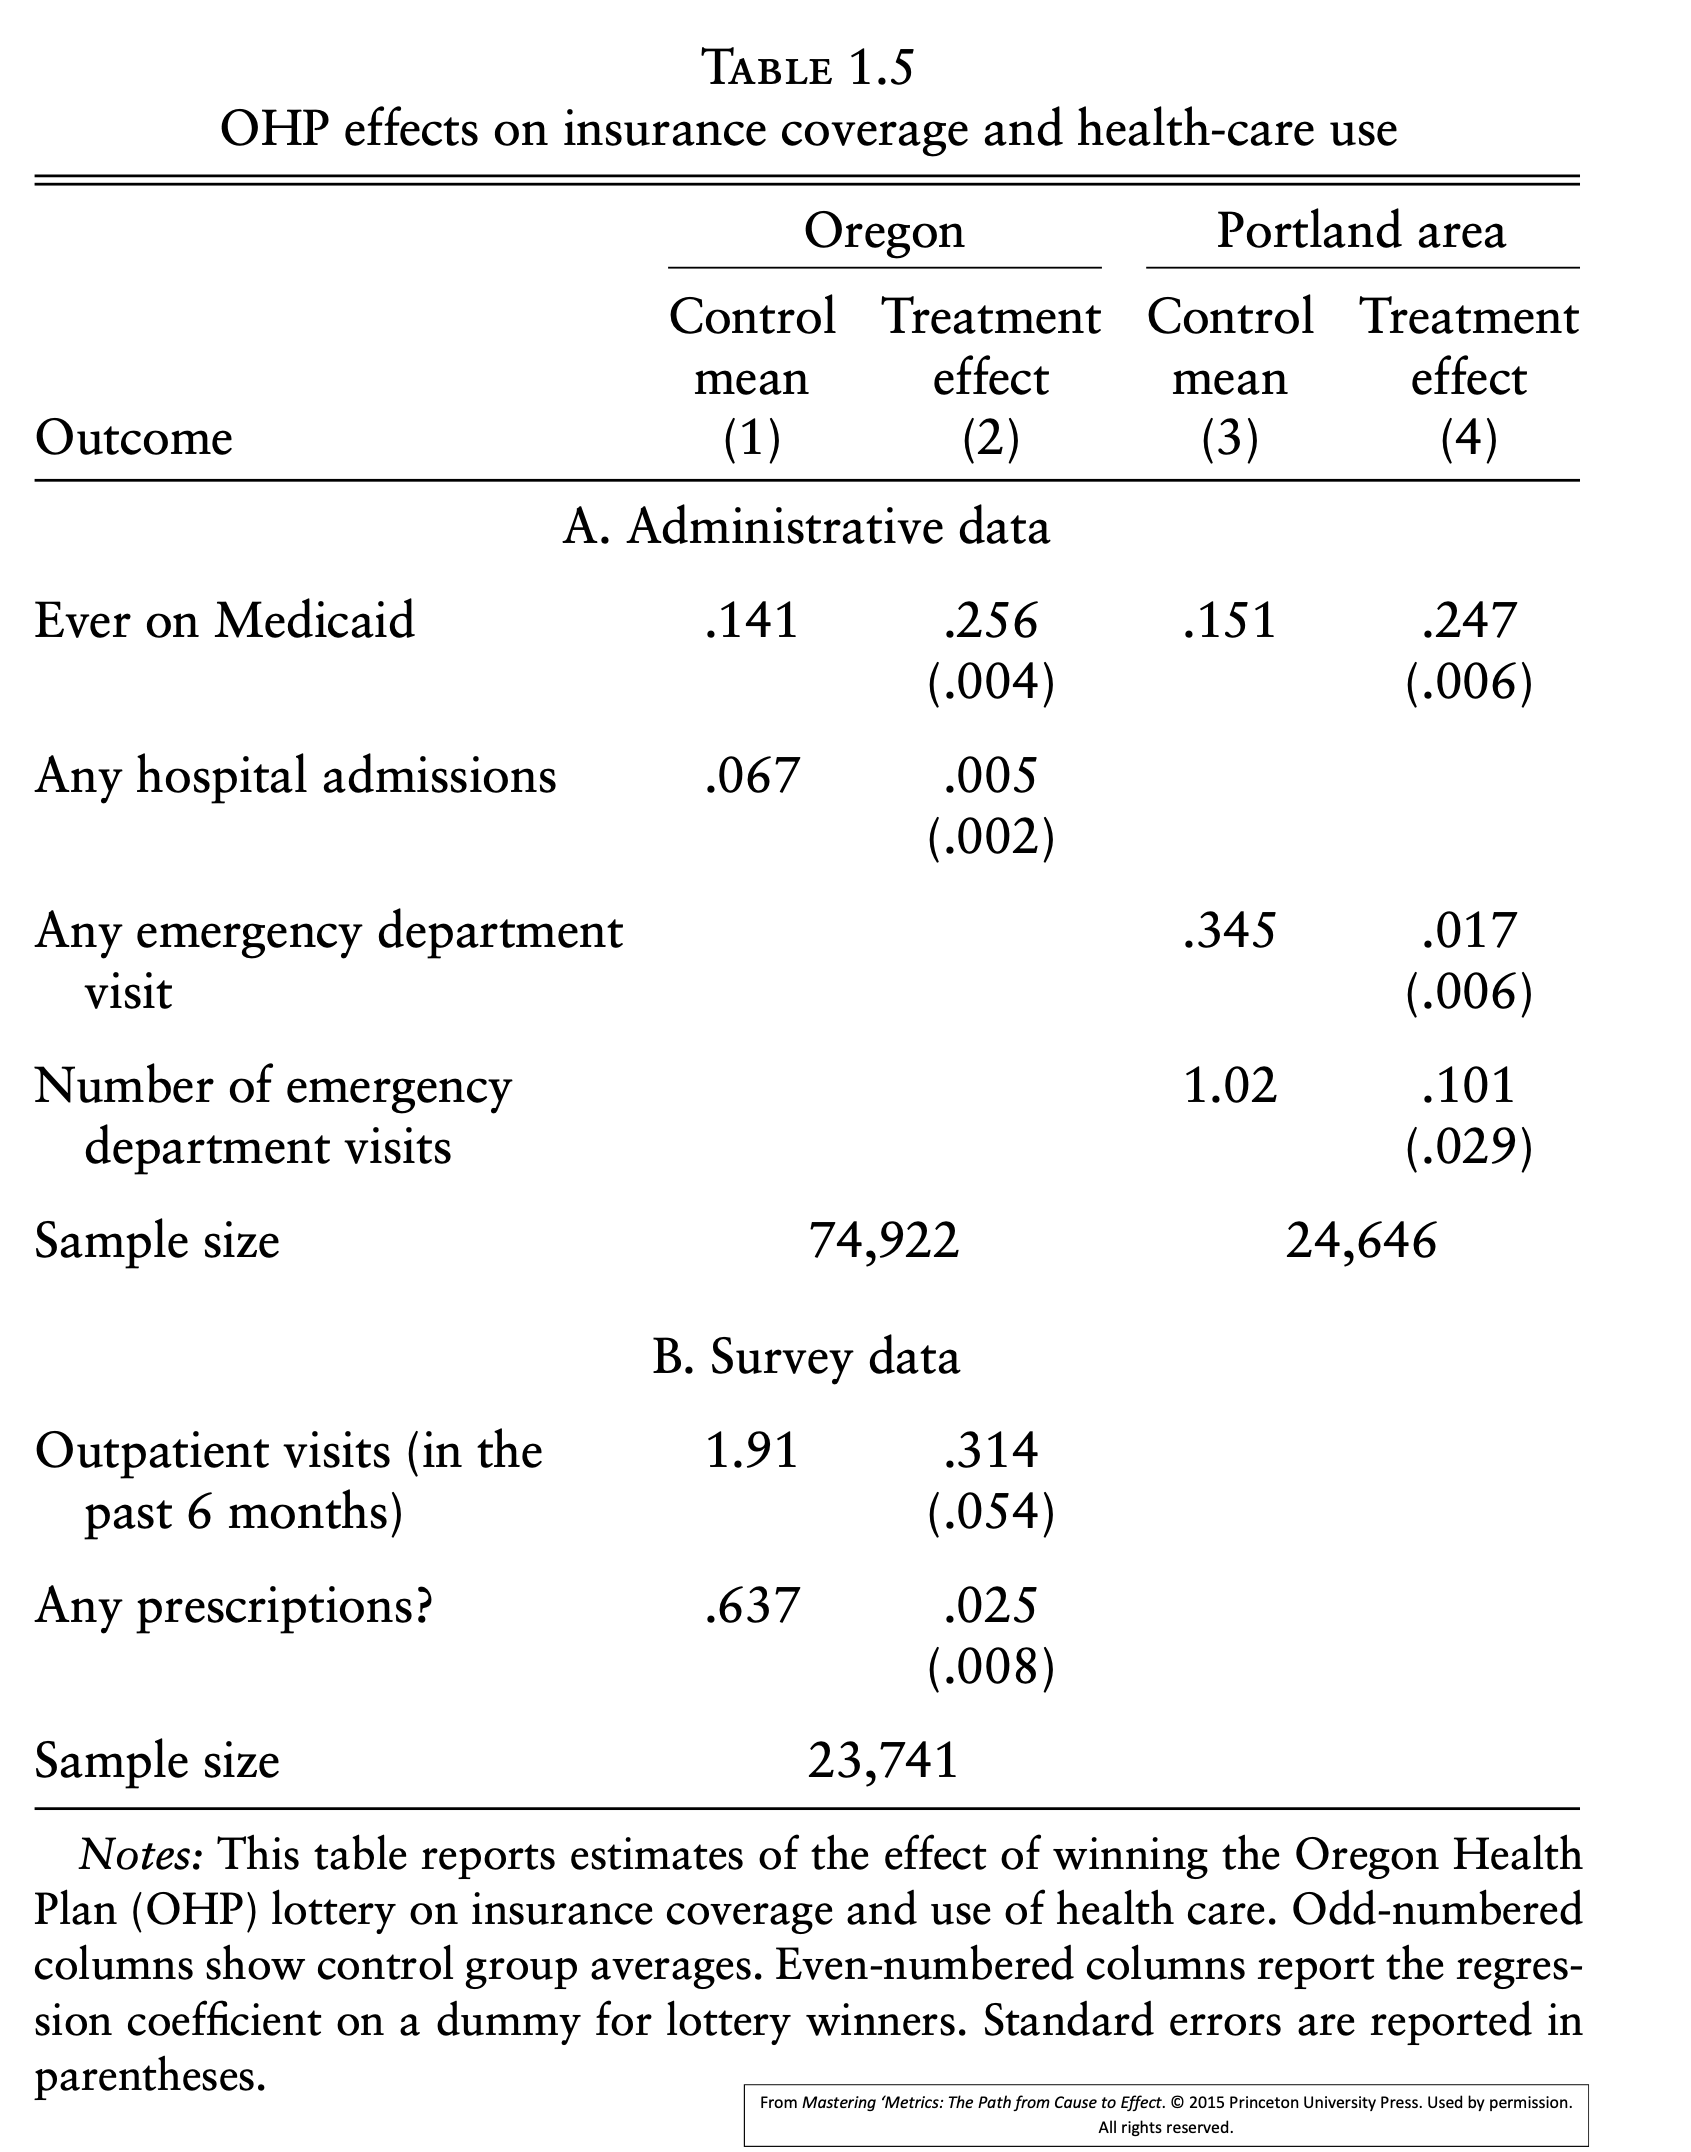 TABLE 1.5
OHP effects on insurance coverage and health-care use
Oregon Portland area
Control Treatment Control Treatment
mean effect mean effect
Outcome (1) (2) (3) (4)
A. Administrative data
Ever on Medicaid .141 .256 .151 .247
(.004) (.006)
Any hospital admissions .067 .005
(.002)
Any emergency department .345 .017
visit (.006)
Number of emergency 1.02 .101
department visits (.029)
Sample size 74,922 24,646
B. Survey data
Outpatient visits (in the 1.91 .314
past 6 months) (.054)
Any prescriptions? .637 .025
(.008)
Sample size 23,741
Notes: This table reports estimates of the effect of winning the Oregon Health
Plan (OHP) lottery on insurance coverage and use of health care. Odd-numbered
columns show control group averages. Even-numbered columns report the regres-
sion coefficient on a dummy for lottery winners. Standard errors are reported in
parentheses.
From Mastering ‘Metrics: The Path from Cause to Effect. © 2015 Princeton University Press. Used by permission.
All rights reserved.